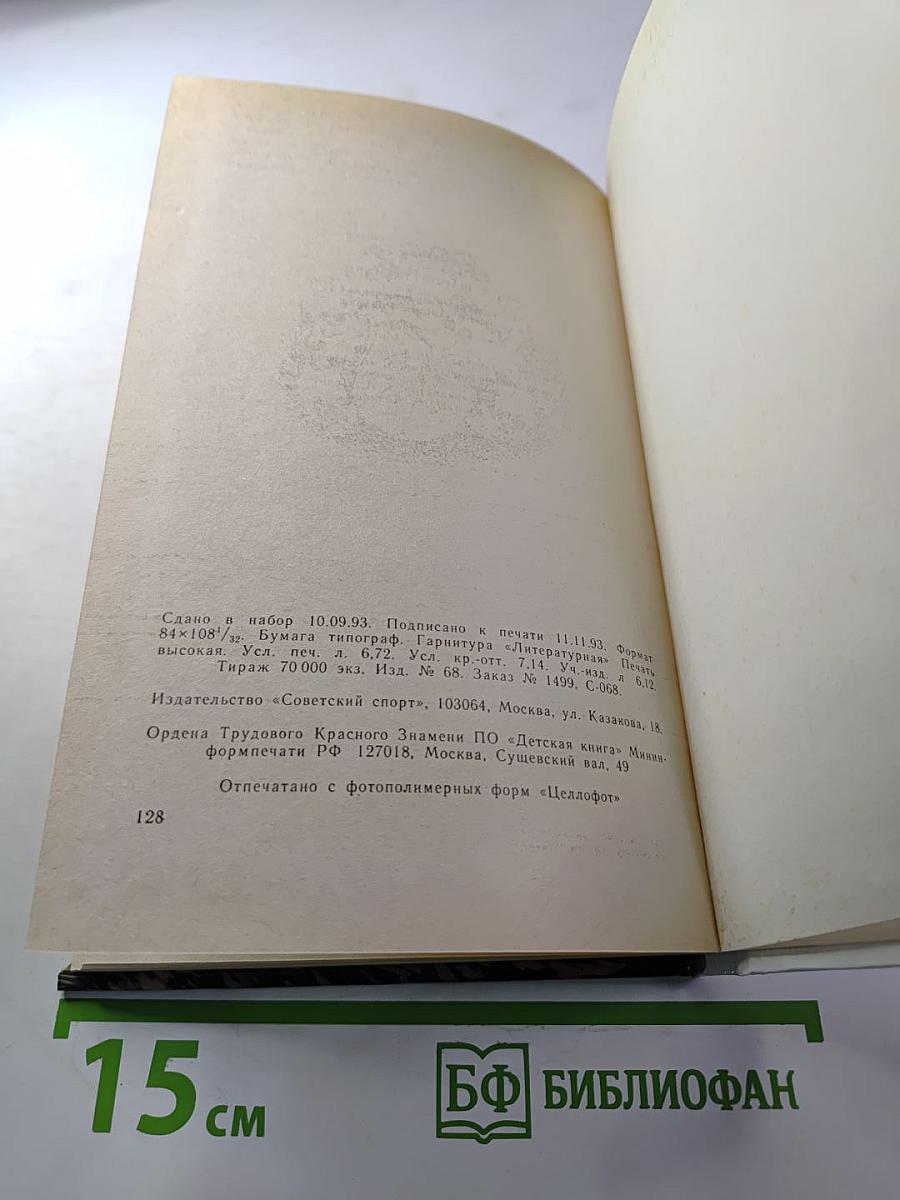 Сдано в набор 10.09.93. Подписано к печати 11.11.93. Формат
84×108¹/₃₂. Бумага типограф. Гарнитура «Литературная» Печать
высокая. Усл. печ. л. 6,72. Усл. кр.-отт. 7,14. Уч.-изд. л 6,12.
Тираж 70 000 экз. Изд. № 68. Заказ № 1499. С-068.
Издательство «Советский спорт», 103064, Москва, ул. Казакова, 18.
Ордена Трудового Красного Знамени ПО «Детская книга» Минин-
формпечати РФ 127018, Москва, Сущевский вал, 49
Отпечатано с фотополимерных форм «Целлофот»
128
15 см
БФ БИБЛИОФАН